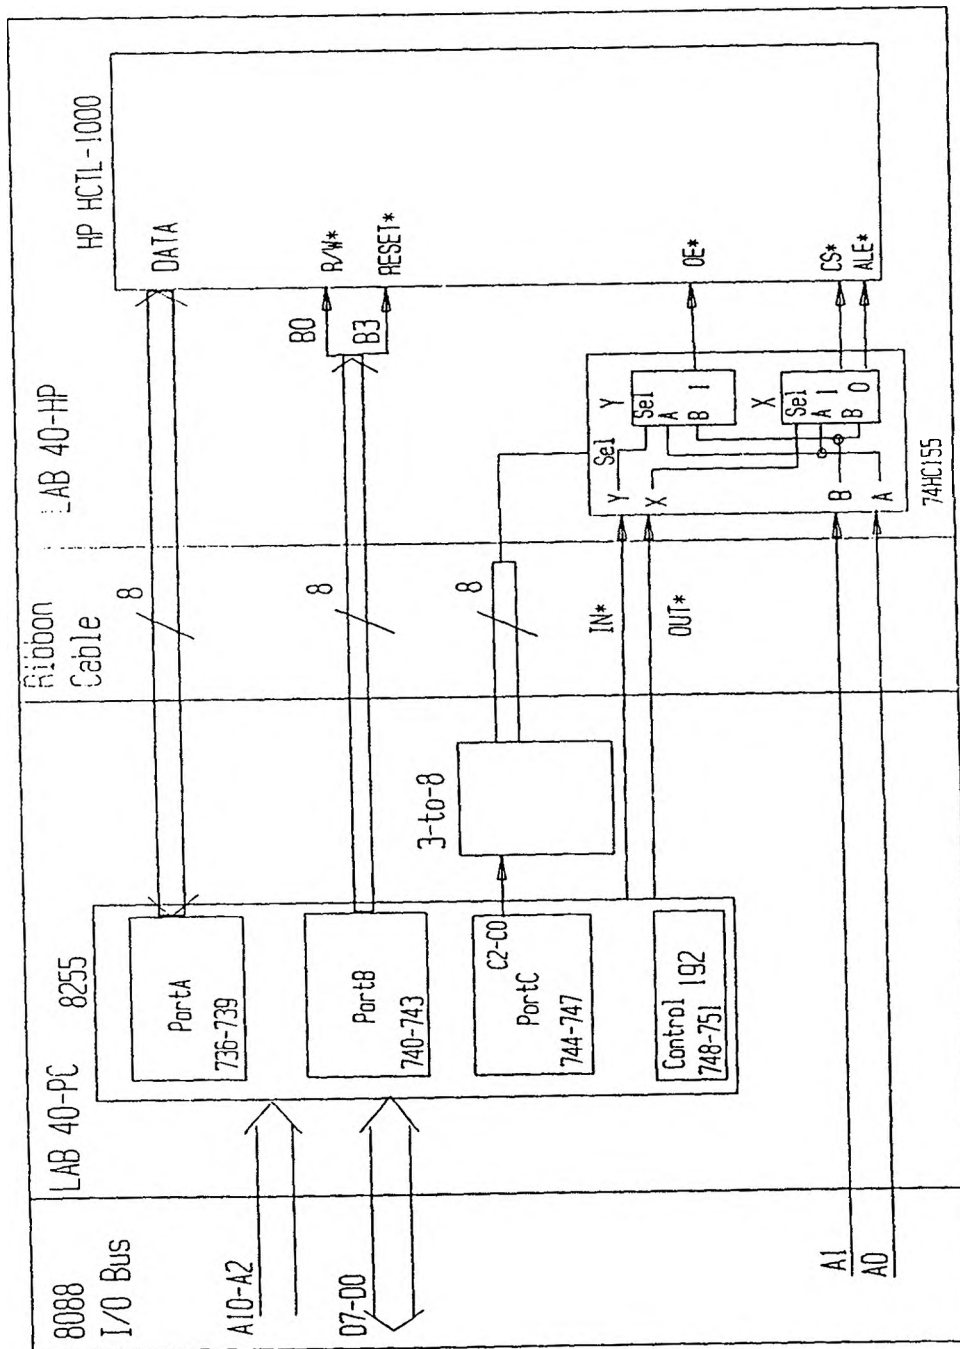 8088
I/O Bus
A10-A2
D7-D0
A1
A0
LAB 40-PC
8255
PortA
736-739
PortB
740-743
C2-C0
PortC
744-747
Control 192
748-751
3-to-8
Ribbon
Cable
8
8
8
IN*
OUT*
LAB 40-HP
B0
B3
Sel
Y
X
B
A
Y
Sel
A
B
1
X
Sel
A
B
1
0
74HC155
HP HCTL-1000
DATA
R/W*
RESET*
OE*
CS*
ALE*